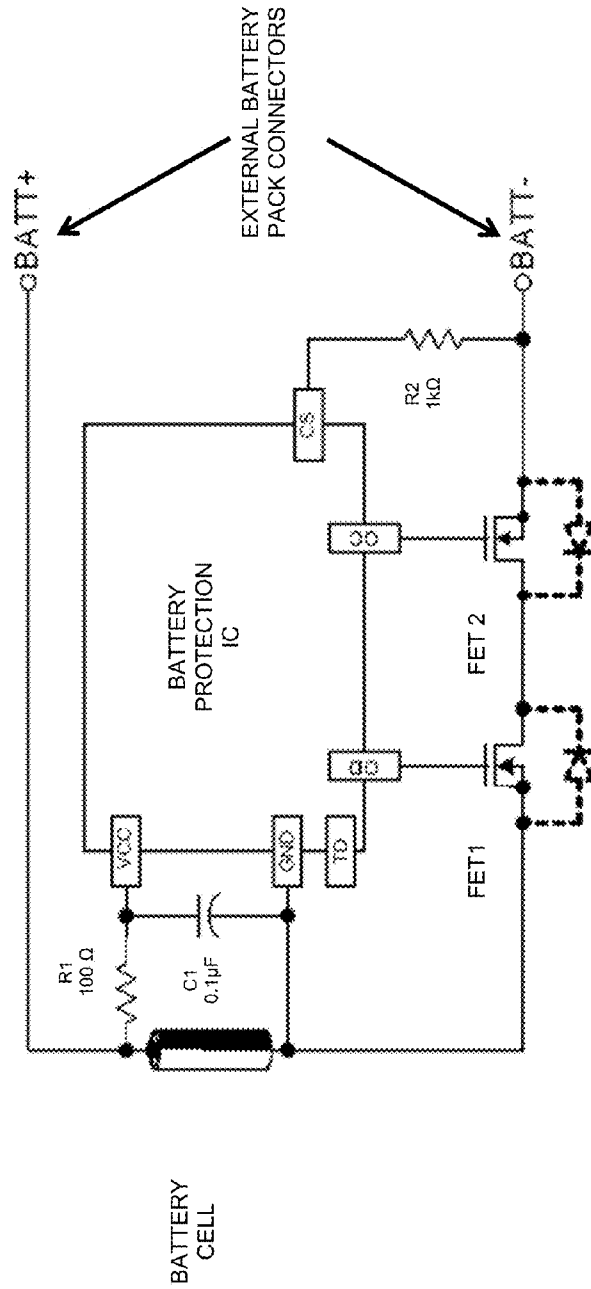 BATT+
EXTERNAL BATTERY
PACK CONNECTORS
BATT-
R1
100 Ω
C1
0.1µF
VCC
GND
TD
BATTERY
PROTECTION
IC
CS
R2
1kΩ
OD
OC
BATTERY
CELL
FET1
FET 2